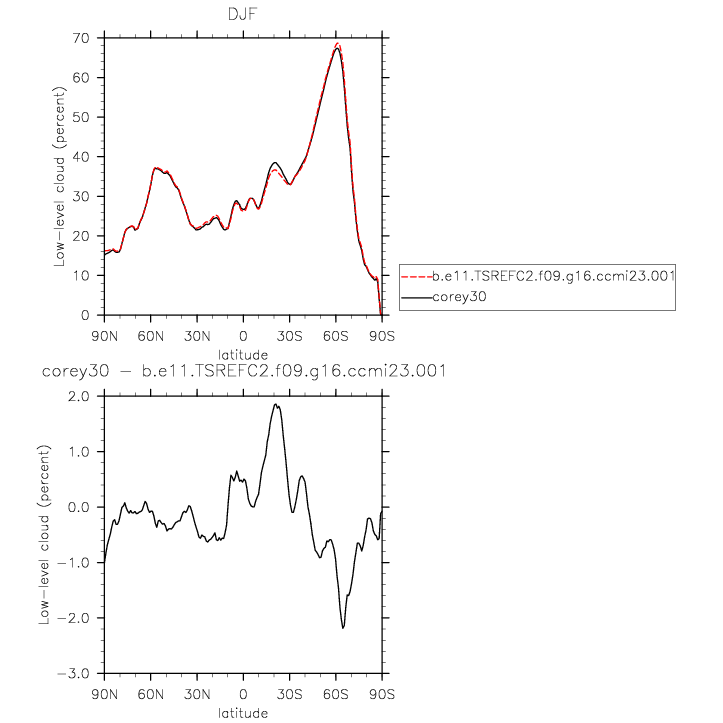 DJF
70
60
50
40
30
20
10
0
Low-level cloud (percent)
90N 60N 30N 0 30S 60S 90S
latitude
b.e11.TSREFC2.f09.g16.ccmi23.001
corey30
corey30 - b.e11.TSREFC2.f09.g16.ccmi23.001
2.0
1.0
0.0
-1.0
-2.0
-3.0
Low-level cloud (percent)
90N 60N 30N 0 30S 60S 90S
latitude